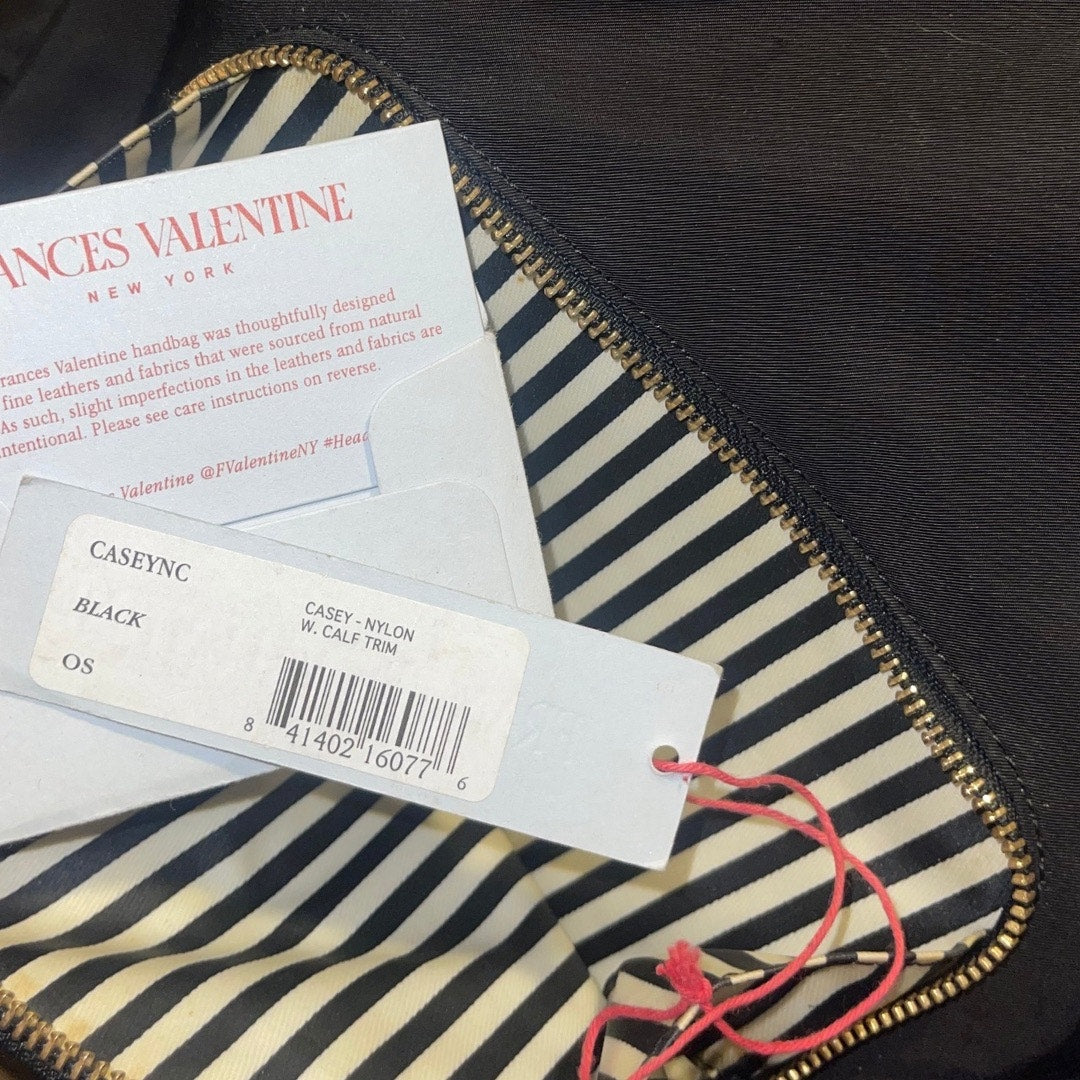 ANCES VALENTINE
NEW YORK
rances Valentine handbag was thoughtfully designed
fine leathers and fabrics that were sourced from natural
As such, slight imperfections in the leathers and fabrics are
ntentional. Please see care instructions on reverse.
Valentine @FValentineNY #Head
CASEYNC
BLACK
OS
CASEY - NYLON
W. CALF TRIM
8 41402 16077 6